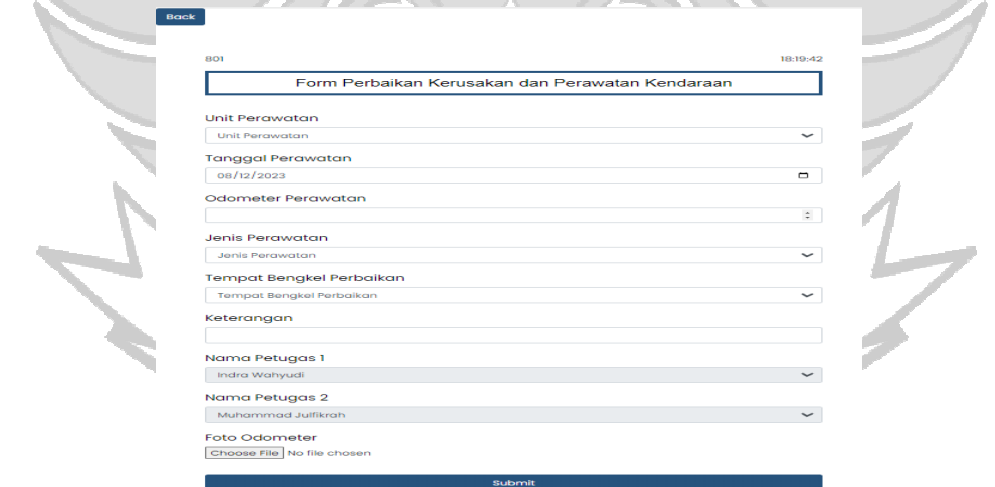 Back
801 18:19:42
Form Perbaikan Kerusakan dan Perawatan Kendaraan
Unit Perawatan
Unit Perawatan
Tanggal Perawatan
08/12/2023
Odometer Perawatan
Jenis Perawatan
Jenis Perawatan
Tempat Bengkel Perbaikan
Tempat Bengkel Perbaikan
Keterangan
Nama Petugas 1
Indra Wahyudi
Nama Petugas 2
Muhammad Julfikrah
Foto Odometer
Choose File No file chosen
Submit